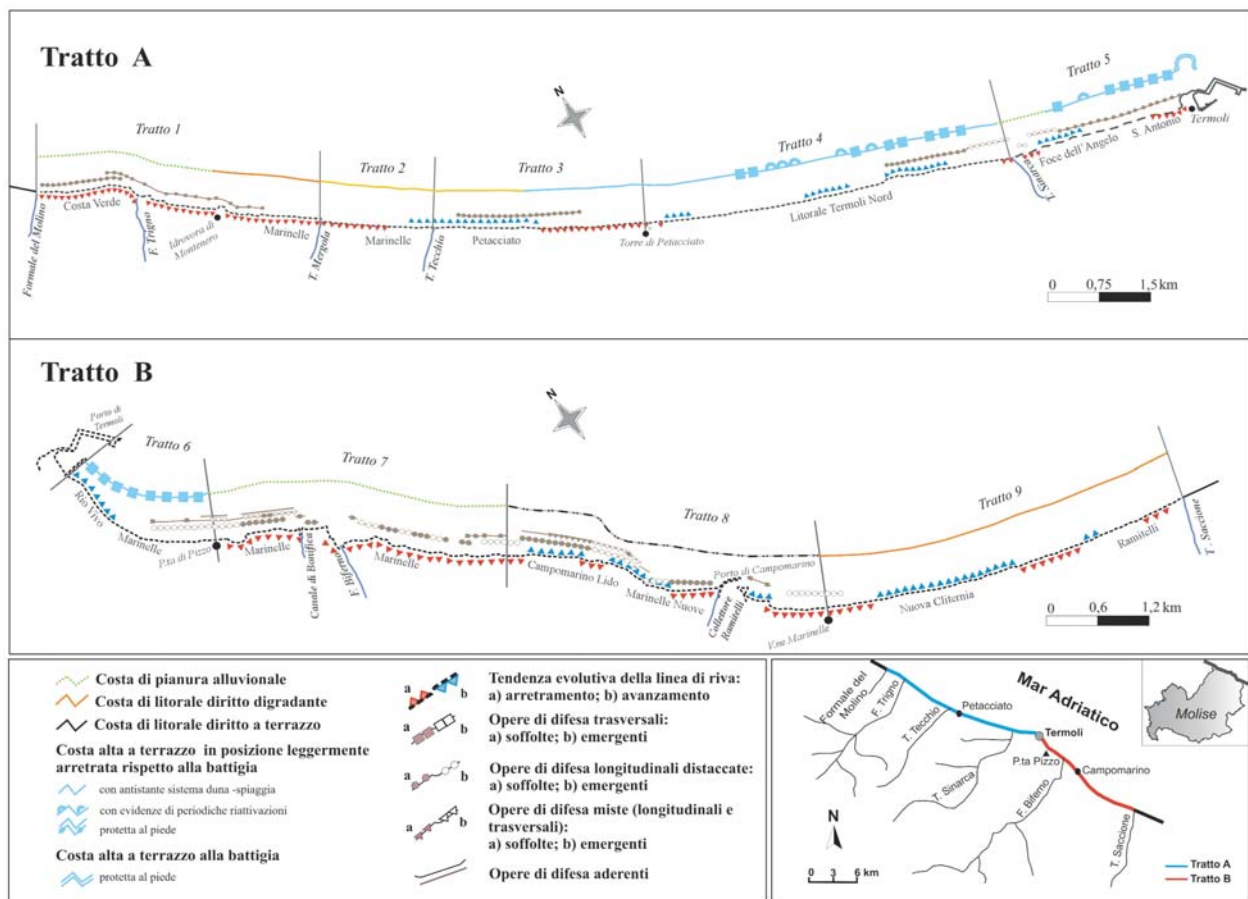 Tratto A
Tratto 1
Tratto 2
Tratto 3
Tratto 4
Tratto 5
N
Formale del Molino
Costa Verde
F. Trigno
Idrovora di
Montenero
Marinelle
T. Mergola
Marinelle
T. Tecchio
Petacciato
Torre di Petacciato
Litorale Termoli Nord
T. Sinarca
Foce dell'Angelo
S. Antonio
Termoli
0 0,75 1,5 km
Tratto B
N
Porto di
Termoli
Tratto 6
Tratto 7
Tratto 8
Tratto 9
Rio Vivo
Marinelle
P.ta di Pizzo
Marinelle
Canale di Bonifica
F. Biferno
Marinelle
Campomarino Lido
Marinelle Nuove
Porto di Campomarino
Collettore
Ramitelli
V.ne Marinelle
Nuova Cliternia
Ramitelli
T. Saccione
0 0,6 1,2 km
Costa di pianura alluvionale
Costa di litorale diritto digradante
Costa di litorale diritto a terrazzo
Costa alta a terrazzo in posizione leggermente
arretrata rispetto alla battigia
con antistante sistema duna -spiaggia
con evidenze di periodiche riattivazioni
protetta al piede
Costa alta a terrazzo alla battigia
protetta al piede
a b
Tendenza evolutiva della linea di riva:
a) arretramento; b) avanzamento
a b
Opere di difesa trasversali:
a) soffolte; b) emergenti
a b
Opere di difesa longitudinali distaccate:
a) soffolte; b) emergenti
a b
Opere di difesa miste (longitudinali e
trasversali):
a) soffolte; b) emergenti
Opere di difesa aderenti
Formale del
Molino
F. Trigno
T. Tecchio
Petacciato
Mar Adriatico
Molise
Termoli
P.ta Pizzo
Campomarino
T. Sinarca
F. Biferno
T. Saccione
N
0 3 6 km
Tratto A
Tratto B